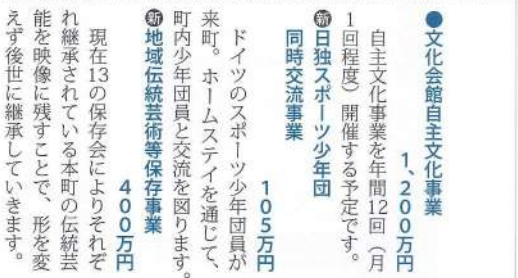 ●文化会館自主文化事業
1,200万円
自主文化事業を年間12回（月
1回程度）開催する予定です。
新日独スポーツ少年団
同時交流事業
105万円
ドイツのスポーツ少年団員が
来町。ホームステイを通じて、
町内少年団員と交流を図ります。
新地域伝統芸術等保存事業
400万円
現在13の保存会によりそれぞ
れ継承されている本町の伝統芸
能を映像に残すことで、形を変
えず後世に継承していきます。